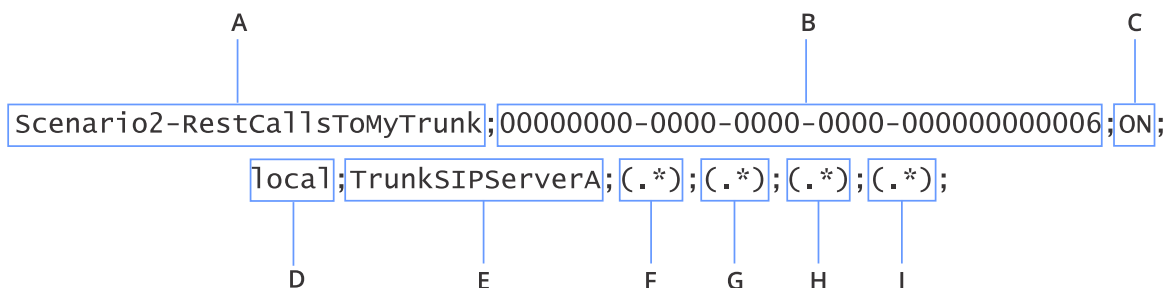 A B C
Scenario2-RestCallsToMyTrunk;00000000-0000-0000-0000-000000000006;ON;
local;TrunkSIPServerA;(.*);(.*);(.*);(.*);
D E F G H I